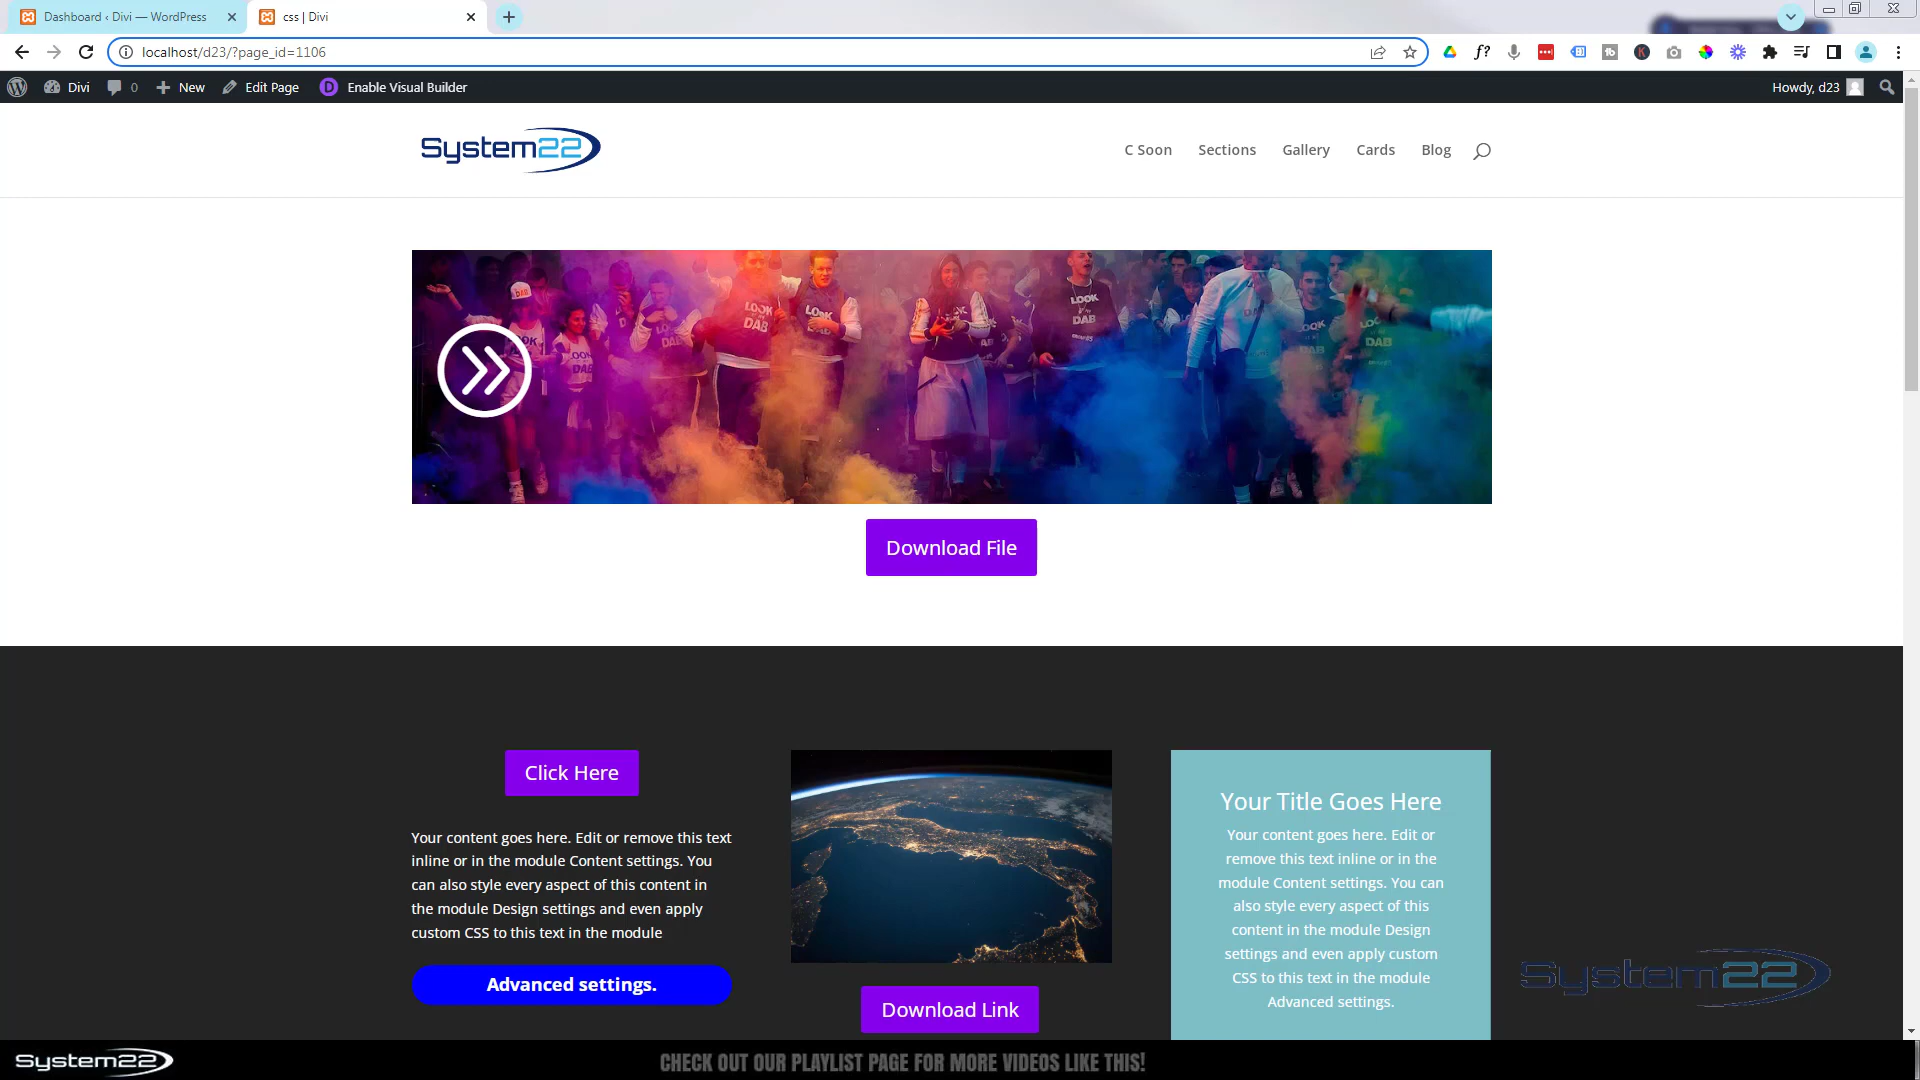 Dashboard ‹ Divi — WordPress
css | Divi
localhost/d23/?page_id=1106
Divi
0
New
Edit Page
Enable Visual Builder
Howdy, d23
System22
C Soon
Sections
Gallery
Cards
Blog
Download File
Click Here
Your content goes here. Edit or remove this text
inline or in the module Content settings. You
can also style every aspect of this content in
the module Design settings and even apply
custom CSS to this text in the module
Advanced settings.
Download Link
Your Title Goes Here
Your content goes here. Edit or
remove this text inline or in the
module Content settings. You can
also style every aspect of this
content in the module Design
settings and even apply custom
CSS to this text in the module
Advanced settings.
System22
System22
CHECK OUT OUR PLAYLIST PAGE FOR MORE VIDEOS LIKE THIS!